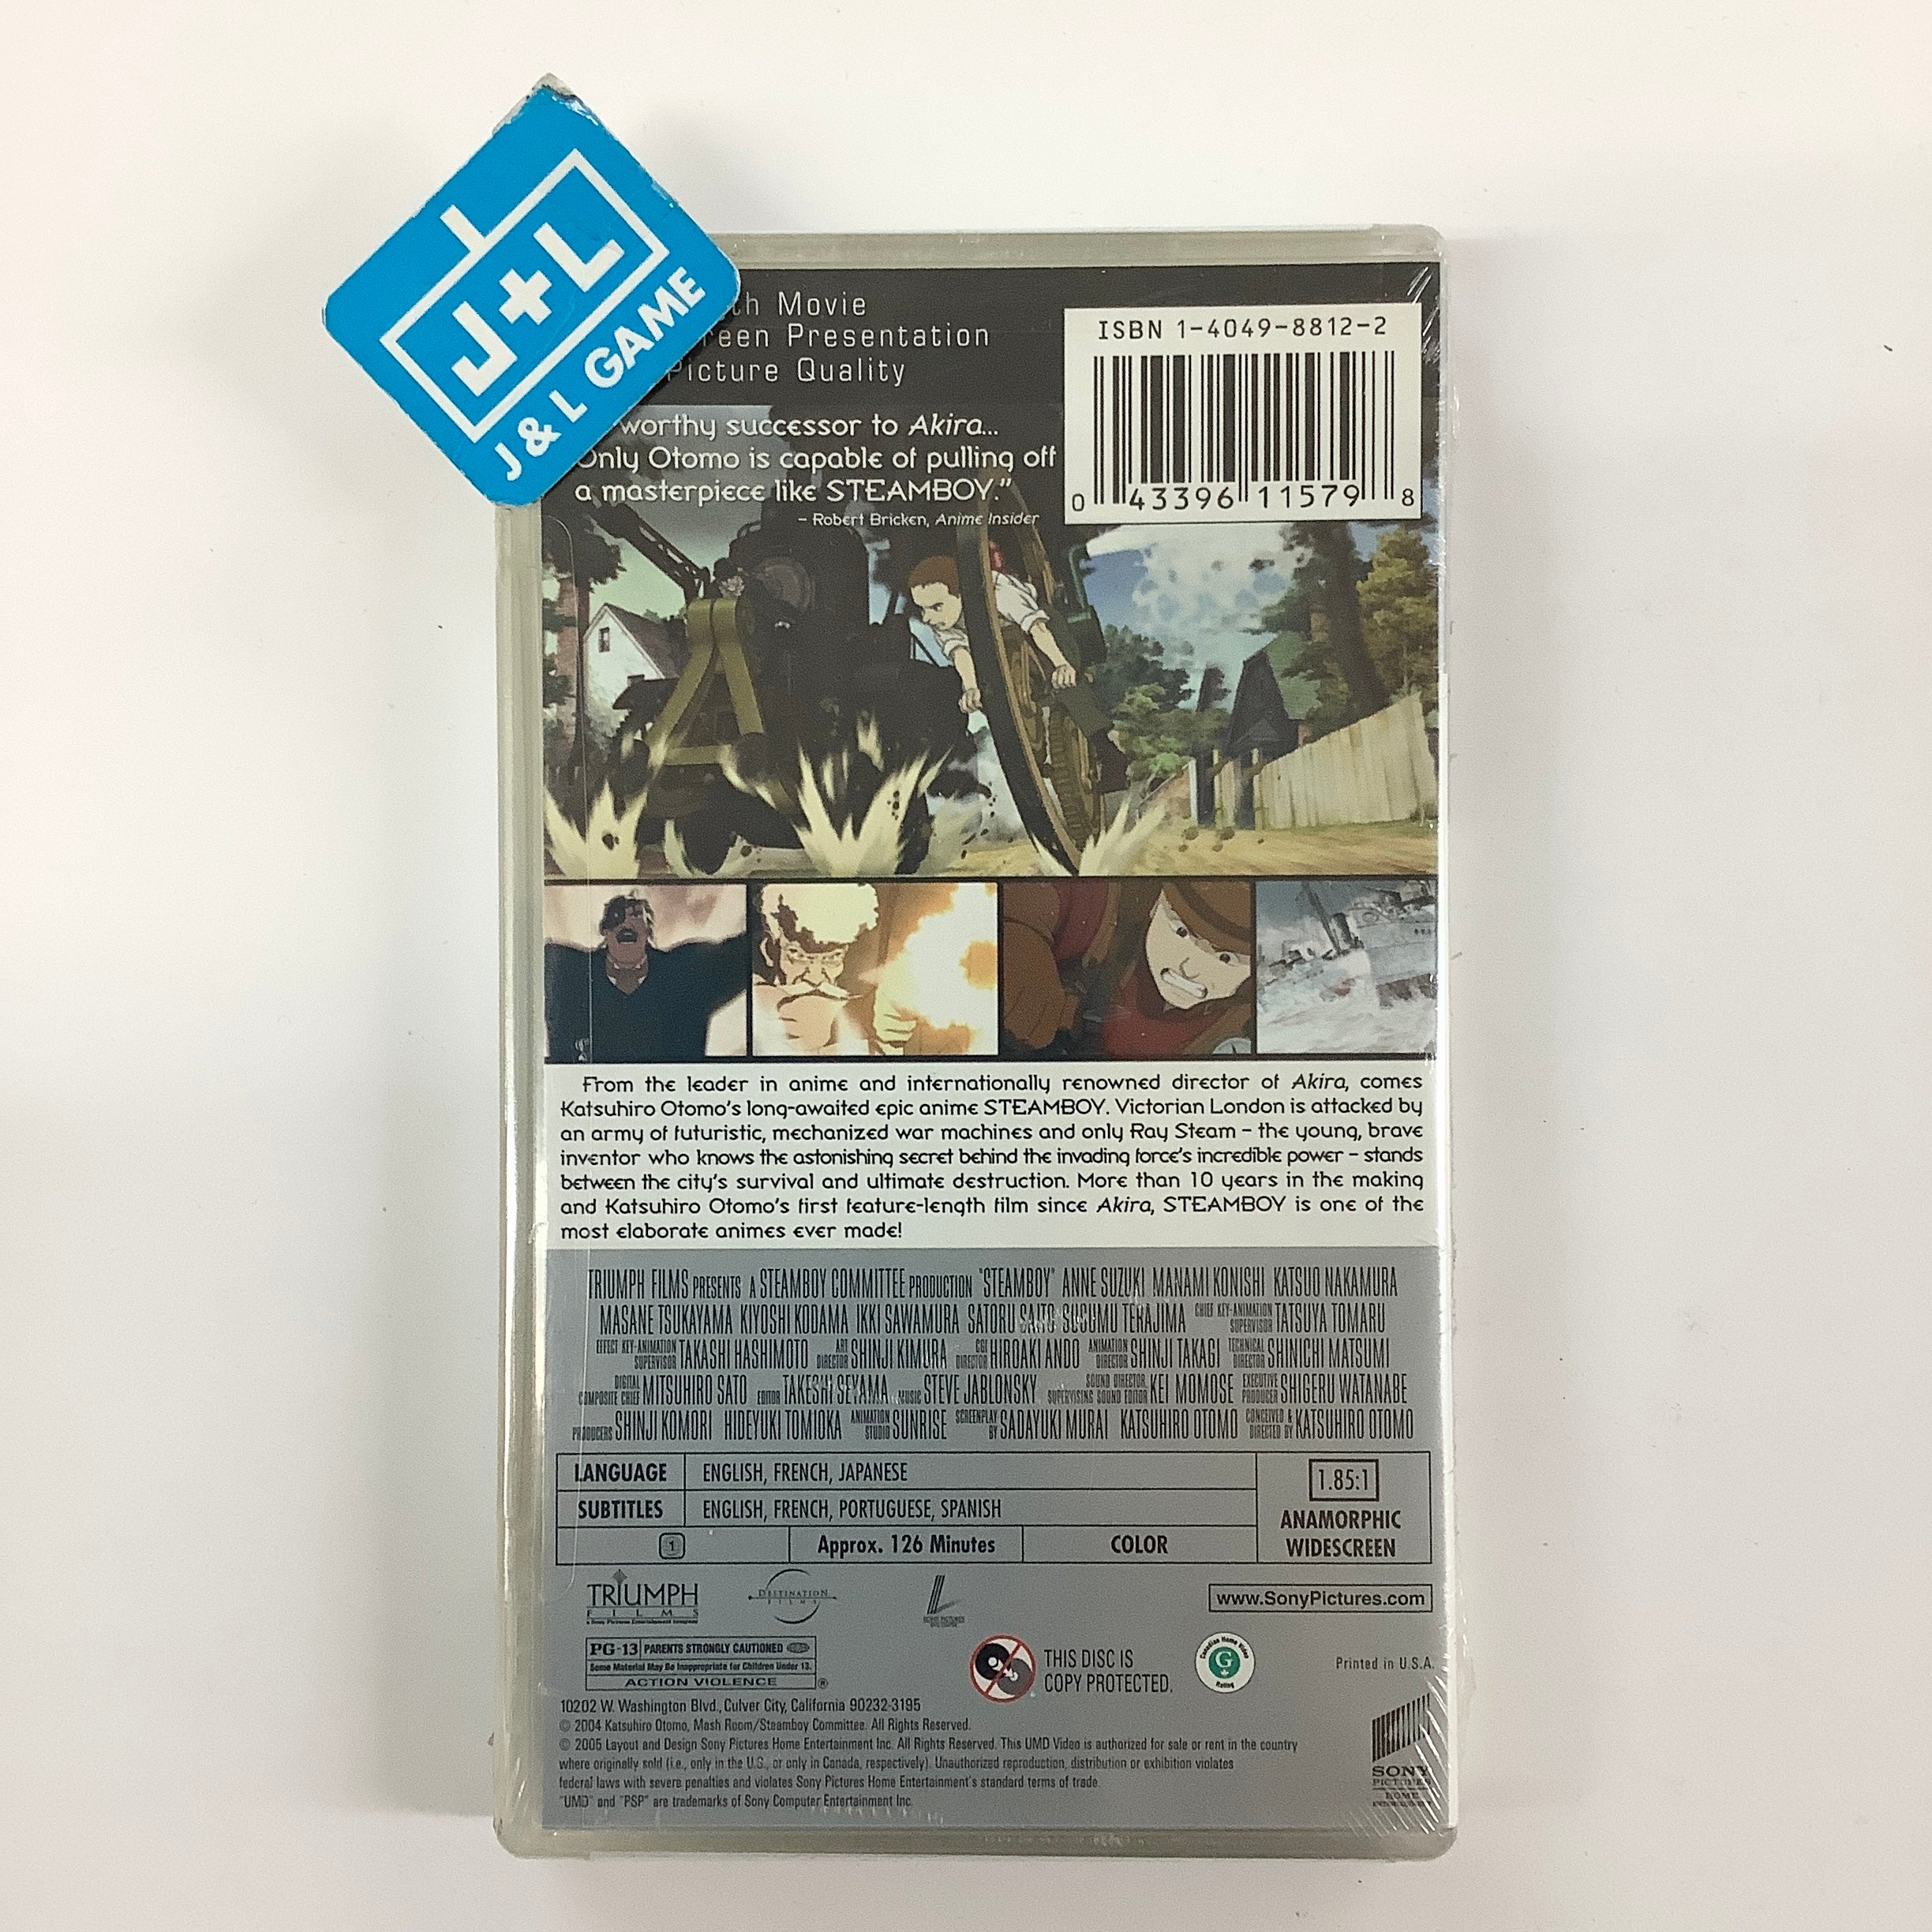 J+L
J & L GAME
Movie
Presentation
Picture Quality
worthy successor to Akira...
Only Otomo is capable of pulling off
a masterpiece like STEAMBOY."
– Robert Bricken, Anime Insider
ISBN 1-4049-8812-2
0 43396 11579 8
From the leader in anime and internationally renowned director of Akira, comes
Katsuhiro Otomo's long-awaited epic anime STEAMBOY. Victorian London is attacked by
an army of futuristic, mechanized war machines and only Ray Steam – the young, brave
inventor who knows the astonishing secret behind the invading force's incredible power – stands
between the city's survival and ultimate destruction. More than 10 years in the making
and Katsuhiro Otomo's first feature-length film since Akira, STEAMBOY is one of the
most elaborate animes ever made!
TRIUMPH FILMS PRESENTS A STEAMBOY COMMITTEE PRODUCTION "STEAMBOY" ANNE SUZUKI MANAMI KONISHI KATSUO NAKAMURA
MASANE TSUKAYAMA KIYOSHI KODAMA IKKI SAWAMURA SATORU SAITO SUSUMU TERAJIMA CHIEF KEY-ANIMATION SUPERVISOR TATSUYA TOMARU
EFFECT KEY-ANIMATION SUPERVISOR TAKASHI HASHIMOTO ART DIRECTOR SHINJI KIMURA CGI DIRECTOR HIROAKI ANDO ANIMATION DIRECTOR SHINJI TAKAGI TECHNICAL DIRECTOR SHINICHI MATSUMI
DIGITAL COMPOSITE CHIEF MITSUHIRO SATO EDITOR TAKESHI SEYAMA MUSIC STEVE JABLONSKY SOUND DIRECTOR, SUPERVISING SOUND EDITOR KEI MOMOSE EXECUTIVE PRODUCER SHIGERU WATANABE
PRODUCERS SHINJI KOMORI HIDEYUKI TOMIOKA ANIMATION STUDIO SUNRISE SCREENPLAY BY SADAYUKI MURAI KATSUHIRO OTOMO CONCEIVED & DIRECTED BY KATSUHIRO OTOMO
LANGUAGE ENGLISH, FRENCH, JAPANESE
SUBTITLES ENGLISH, FRENCH, PORTUGUESE, SPANISH
1 Approx. 126 Minutes COLOR
1.85:1
ANAMORPHIC
WIDESCREEN
TRIUMPH
FILMS
a Sony Pictures Entertainment company
DESTINATION
FILMS
www.SonyPictures.com
PG-13 PARENTS STRONGLY CAUTIONED
Some Material May Be Inappropriate for Children Under 13.
ACTION VIOLENCE ®
THIS DISC IS
COPY PROTECTED.
Canadian Home Video
G
Rating
Printed in U.S.A.
10202 W. Washington Blvd., Culver City, California 90232-3195
© 2004 Katsuhiro Otomo, Mash Room/Steamboy Committee. All Rights Reserved.
© 2005 Layout and Design Sony Pictures Home Entertainment Inc. All Rights Reserved. This UMD Video is authorized for sale or rent in the country
where originally sold (i.e., only in the U.S., or only in Canada, respectively). Unauthorized reproduction, distribution or exhibition violates
federal laws with severe penalties and violates Sony Pictures Home Entertainment's standard terms of trade.
"UMD" and "PSP" are trademarks of Sony Computer Entertainment Inc.
SONY
PICTURES
HOME